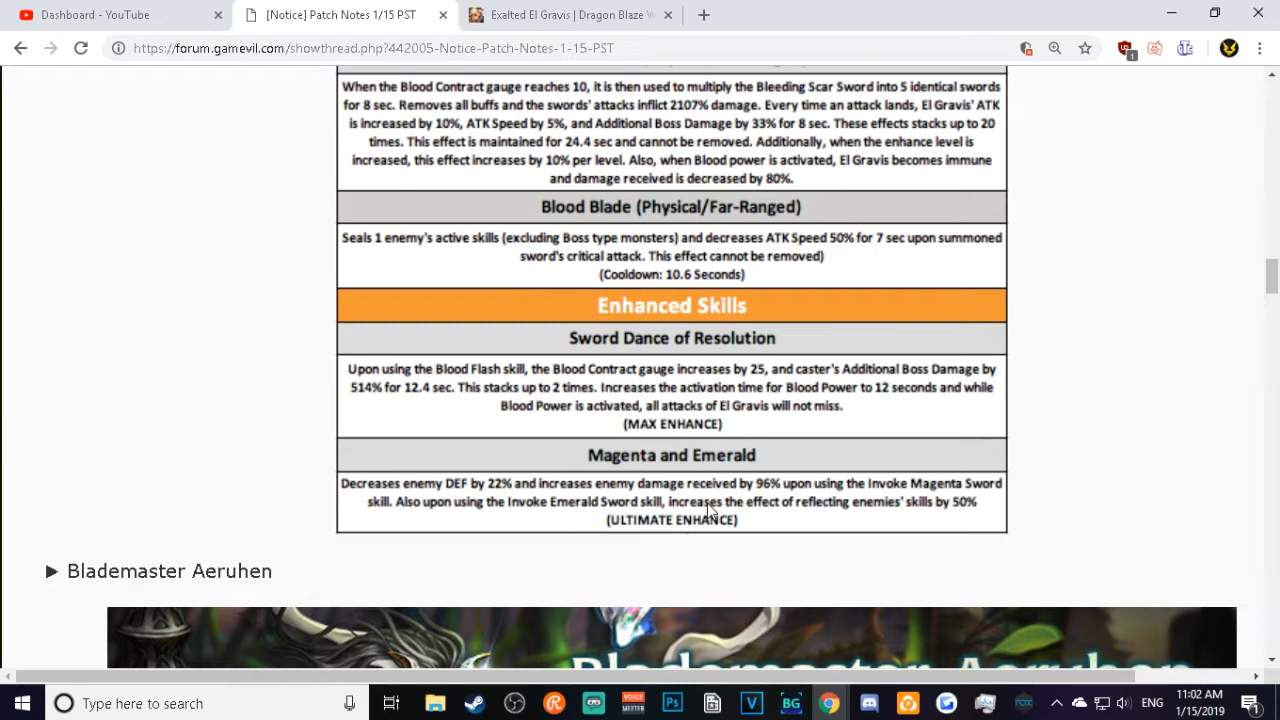 Dashboard - YouTube
[Notice] Patch Notes 1/15 PST
Exalted El Gravis | Dragon Blaze W
https://forum.gamevil.com/showthread.php?442005-Notice-Patch-Notes-1-15-PST
1
When the Blood Contract gauge reaches 10, it is then used to multiply the Bleeding Scar Sword into 5 identical swords
for 8 sec. Removes all buffs and the swords' attacks inflict 2107% damage. Every time an attack lands, El Gravis' ATK
is increased by 10%, ATK Speed by 5%, and Additional Boss Damage by 33% for 8 sec. These effects stacks up to 20
times. This effect is maintained for 24.4 sec and cannot be removed. Additionally, when the enhance level is
increased, this effect increases by 10% per level. Also, when Blood power is activated, El Gravis becomes immune
and damage received is decreased by 80%.
Blood Blade (Physical/Far-Ranged)
Seals 1 enemy's active skills (excluding Boss type monsters) and decreases ATK Speed 50% for 7 sec upon summoned
sword's critical attack. This effect cannot be removed)
(Cooldown: 10.6 Seconds)
Enhanced Skills
Sword Dance of Resolution
Upon using the Blood Flash skill, the Blood Contract gauge increases by 25, and caster's Additional Boss Damage by
514% for 12.4 sec. This stacks up to 2 times. Increases the activation time for Blood Power to 12 seconds and while
Blood Power is activated, all attacks of El Gravis will not miss.
(MAX ENHANCE)
Magenta and Emerald
Decreases enemy DEF by 22% and increases enemy damage received by 96% upon using the Invoke Magenta Sword
skill. Also upon using the Invoke Emerald Sword skill, increases the effect of reflecting enemies' skills by 50%
(ULTIMATE ENHANCE)
► Blademaster Aeruhen
Blademaster Aeruhen
Type here to search
VOICE
MEETER
Ps
V
BG
nox
ENG
11:02 AM
1/15/2019
1